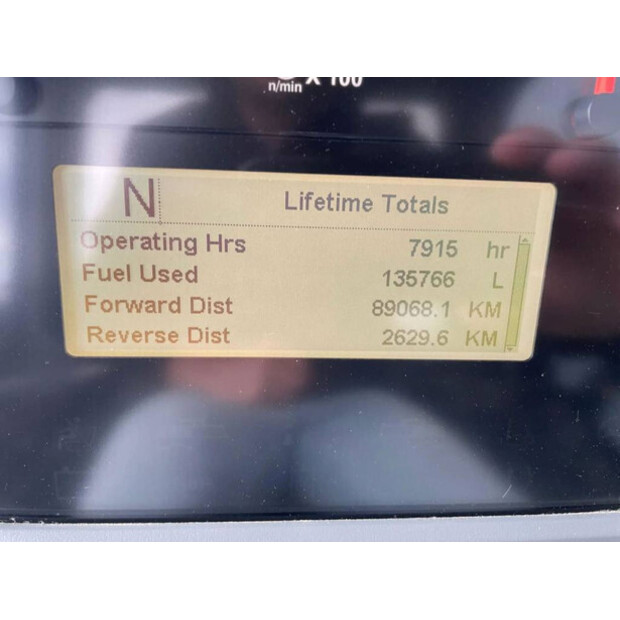 n/min X 100
N Lifetime Totals
Operating Hrs 7915 hr
Fuel Used 135766 L
Forward Dist 89068.1 KM
Reverse Dist 2629.6 KM